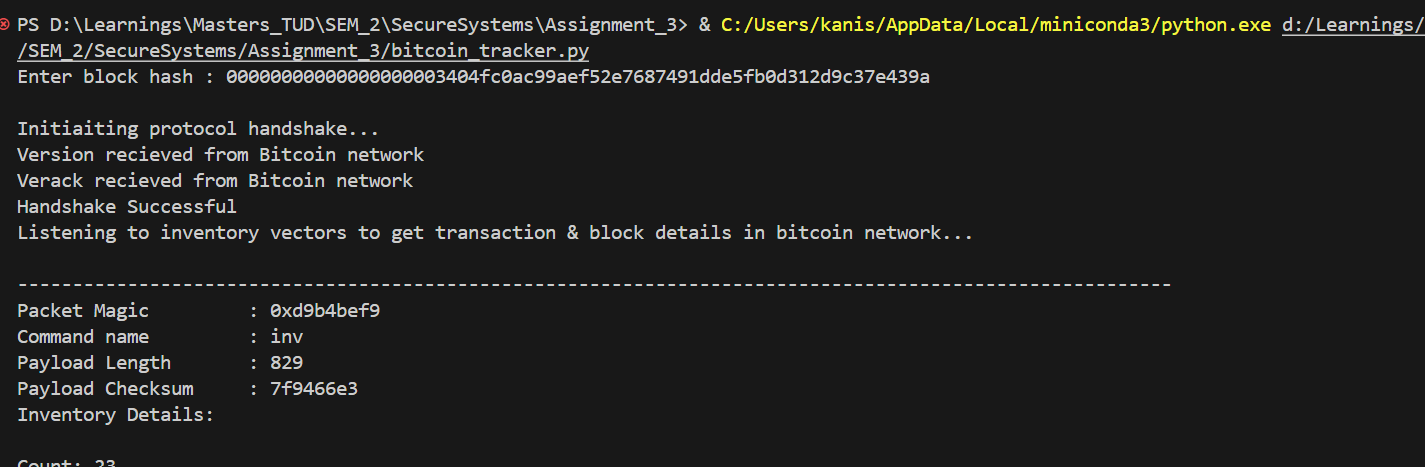 PS D:\Learnings\Masters_TUD\SEM_2\SecureSystems\Assignment_3> & C:/Users/kanis/AppData/Local/miniconda3/python.exe d:/Learnings/
/SEM_2/SecureSystems/Assignment_3/bitcoin_tracker.py
Enter block hash : 00000000000000000003404fc0ac99aef52e7687491dde5fb0d312d9c37e439a
Initiaiting protocol handshake...
Version recieved from Bitcoin network
Verack recieved from Bitcoin network
Handshake Successful
Listening to inventory vectors to get transaction & block details in bitcoin network...
---------------------------------------------------------------------------------------------------------
Packet Magic : 0xd9b4bef9
Command name : inv
Payload Length : 829
Payload Checksum : 7f9466e3
Inventory Details:
Count: 23